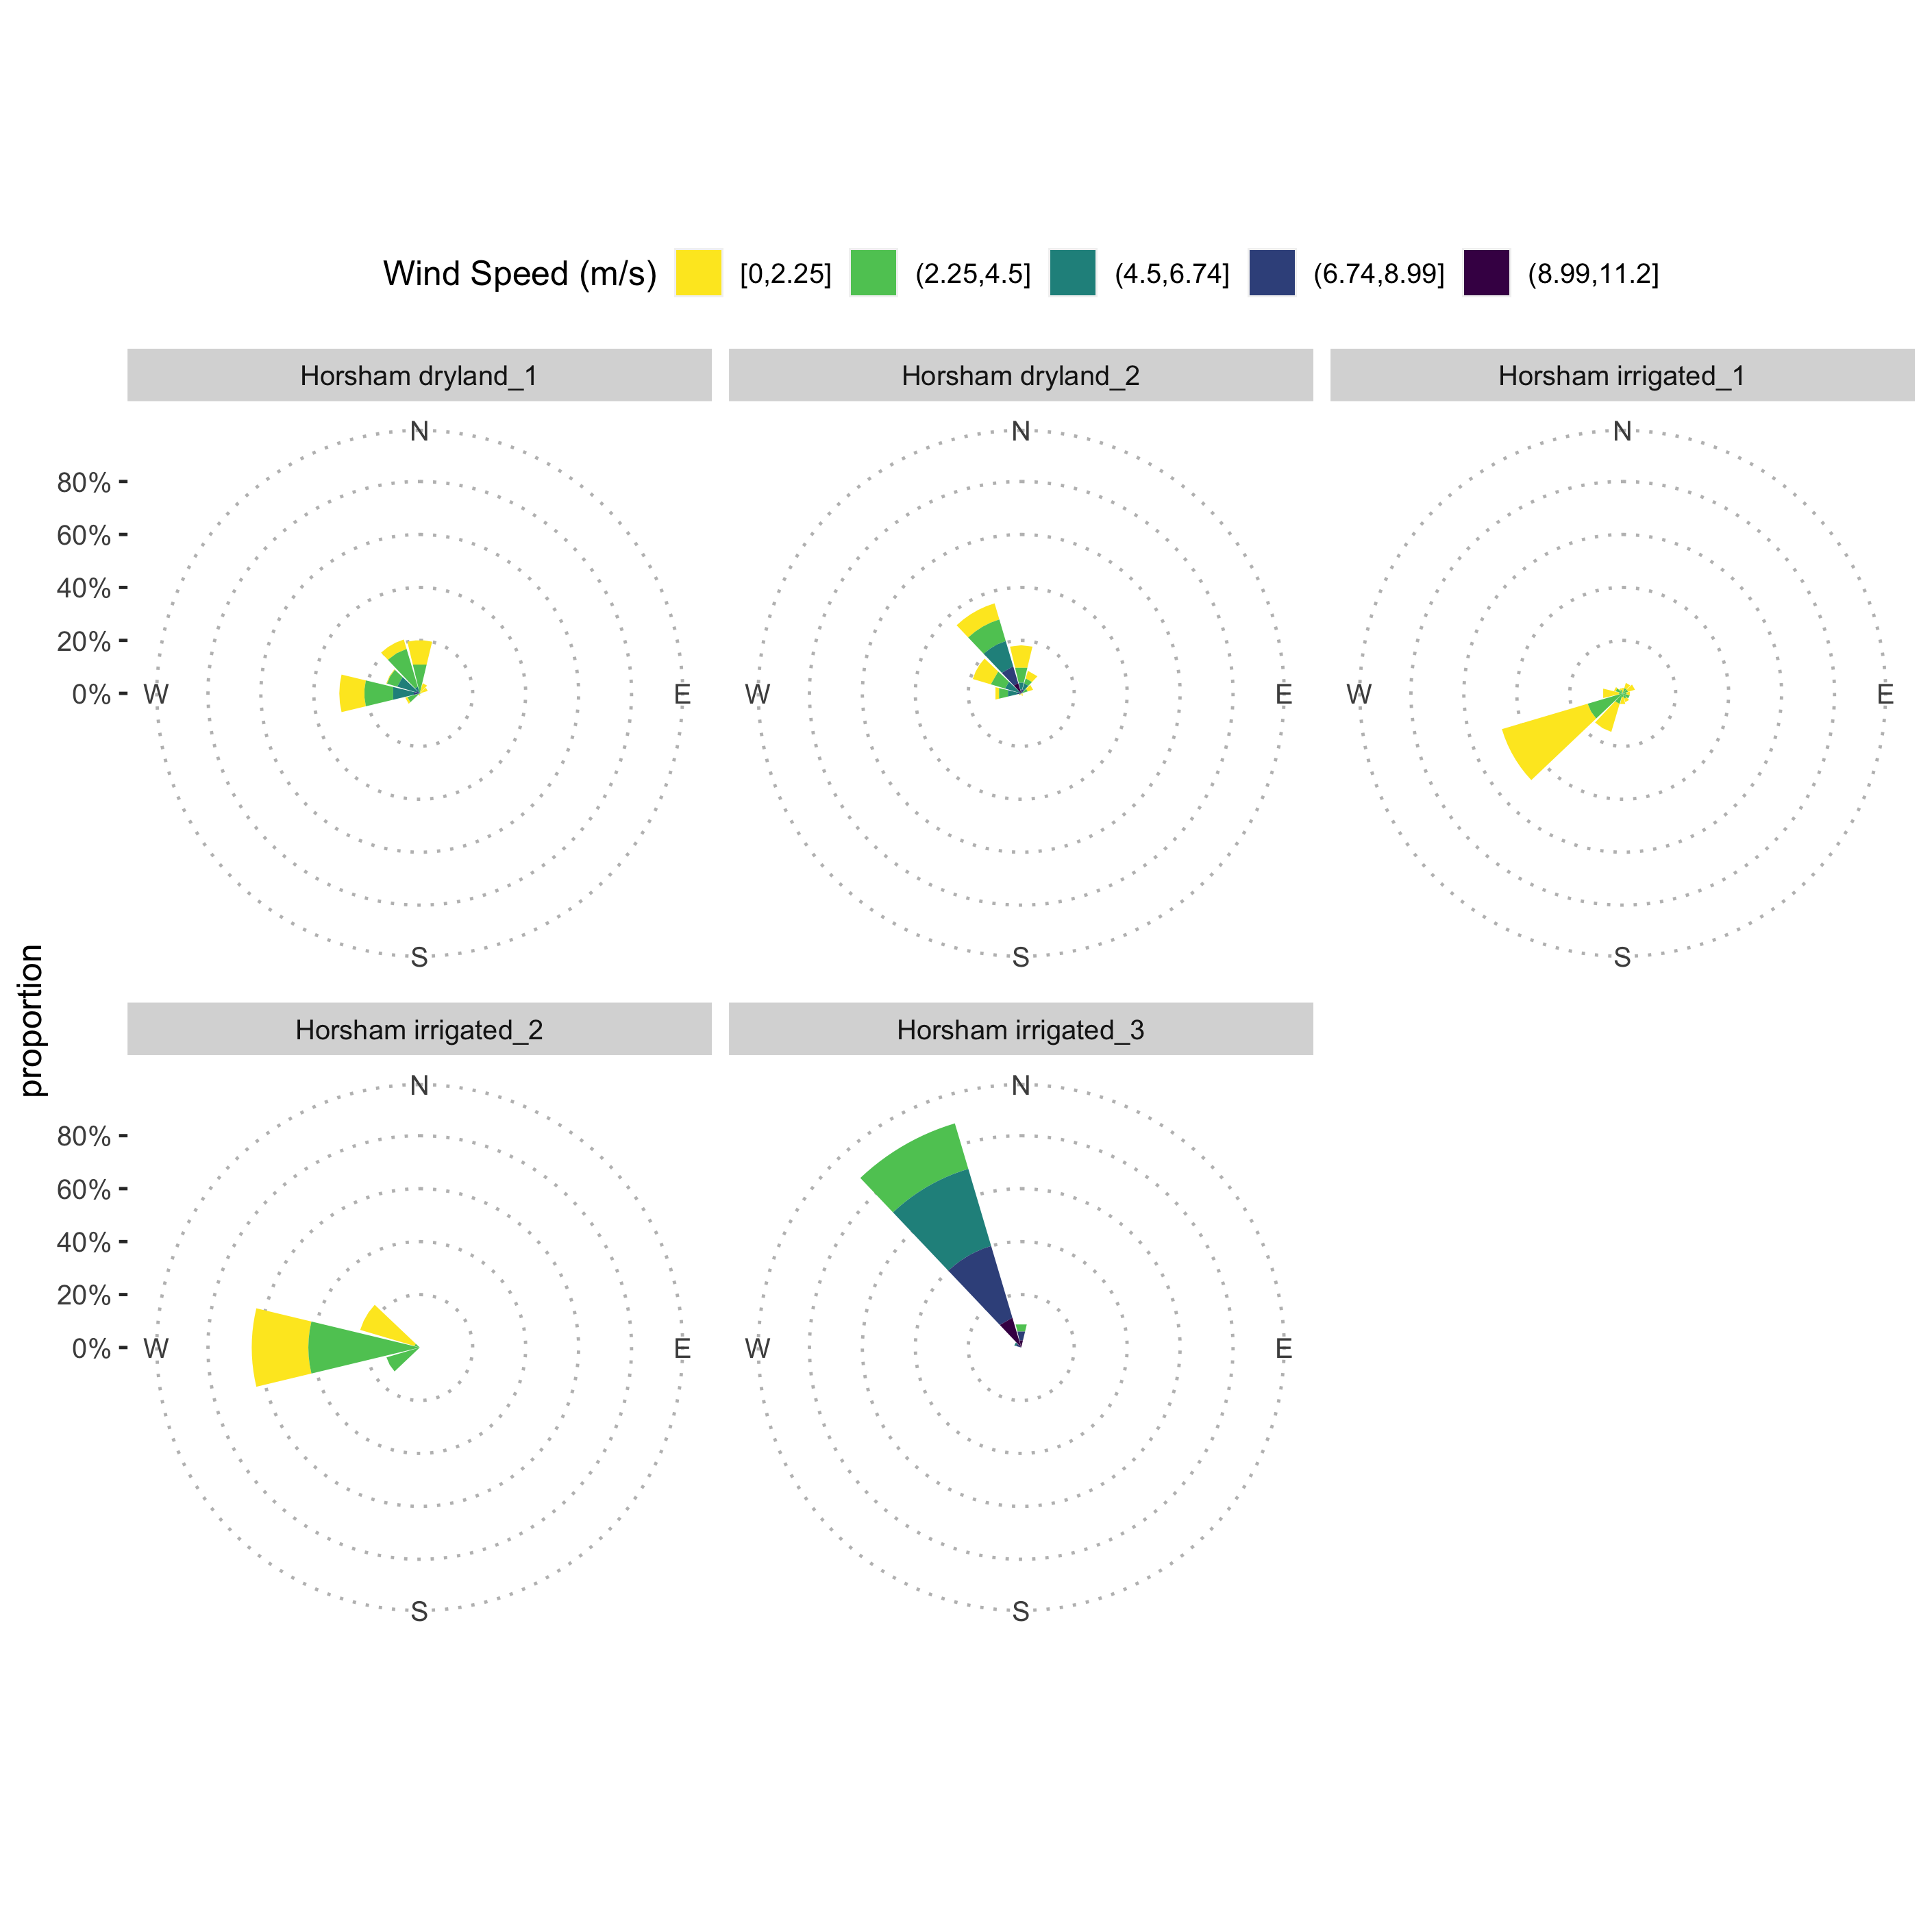 Wind Speed (m/s) [0,2.25] (2.25,4.5] (4.5,6.74] (6.74,8.99] (8.99,11.2]
Horsham dryland_1 Horsham dryland_2 Horsham irrigated_1
N N N
80%
60%
40%
20%
0% W E W E W E
S S S
proportion
Horsham irrigated_2 Horsham irrigated_3
N N
80%
60%
40%
20%
0% W E W E
S S